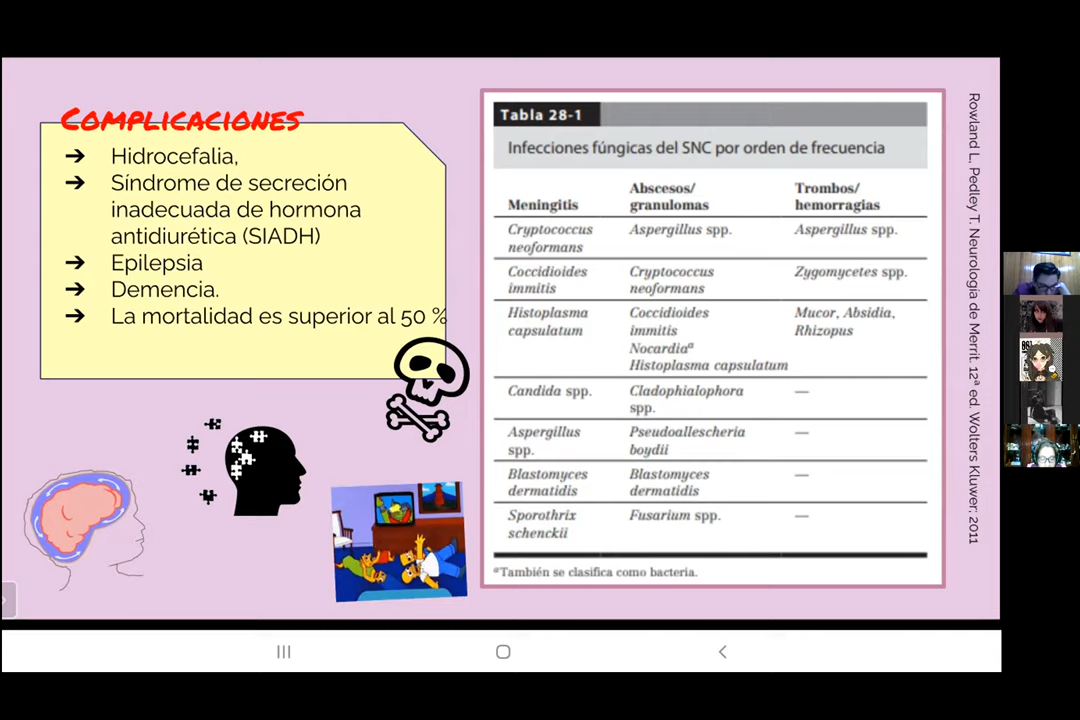 COMPLICACIONES
➔ Hidrocefalia,
➔ Síndrome de secreción
inadecuada de hormona
antidiurética (SIADH)
➔ Epilepsia
➔ Demencia.
➔ La mortalidad es superior al 50 %
Tabla 28-1
Infecciones fúngicas del SNC por orden de frecuencia
Meningitis
Abscesos/
granulomas
Trombos/
hemorragias
Cryptococcus
neoformans
Aspergillus spp.
Aspergillus spp.
Coccidioides
immitis
Cryptococcus
neoformans
Zygomycetes spp.
Histoplasma
capsulatum
Coccidioides
immitis
Nocardiaᵃ
Histoplasma capsulatum
Mucor, Absidia,
Rhizopus
Candida spp.
Cladophialophora
spp.
—
Aspergillus
spp.
Pseudoallescheria
boydii
—
Blastomyces
dermatidis
Blastomyces
dermatidis
—
Sporothrix
schenckii
Fusarium spp.
—
ᵃTambién se clasifica como bacteria.
Rowland L. Pedley T. Neurología de Merrit. 12ª ed. Wolters Kluwer; 2011